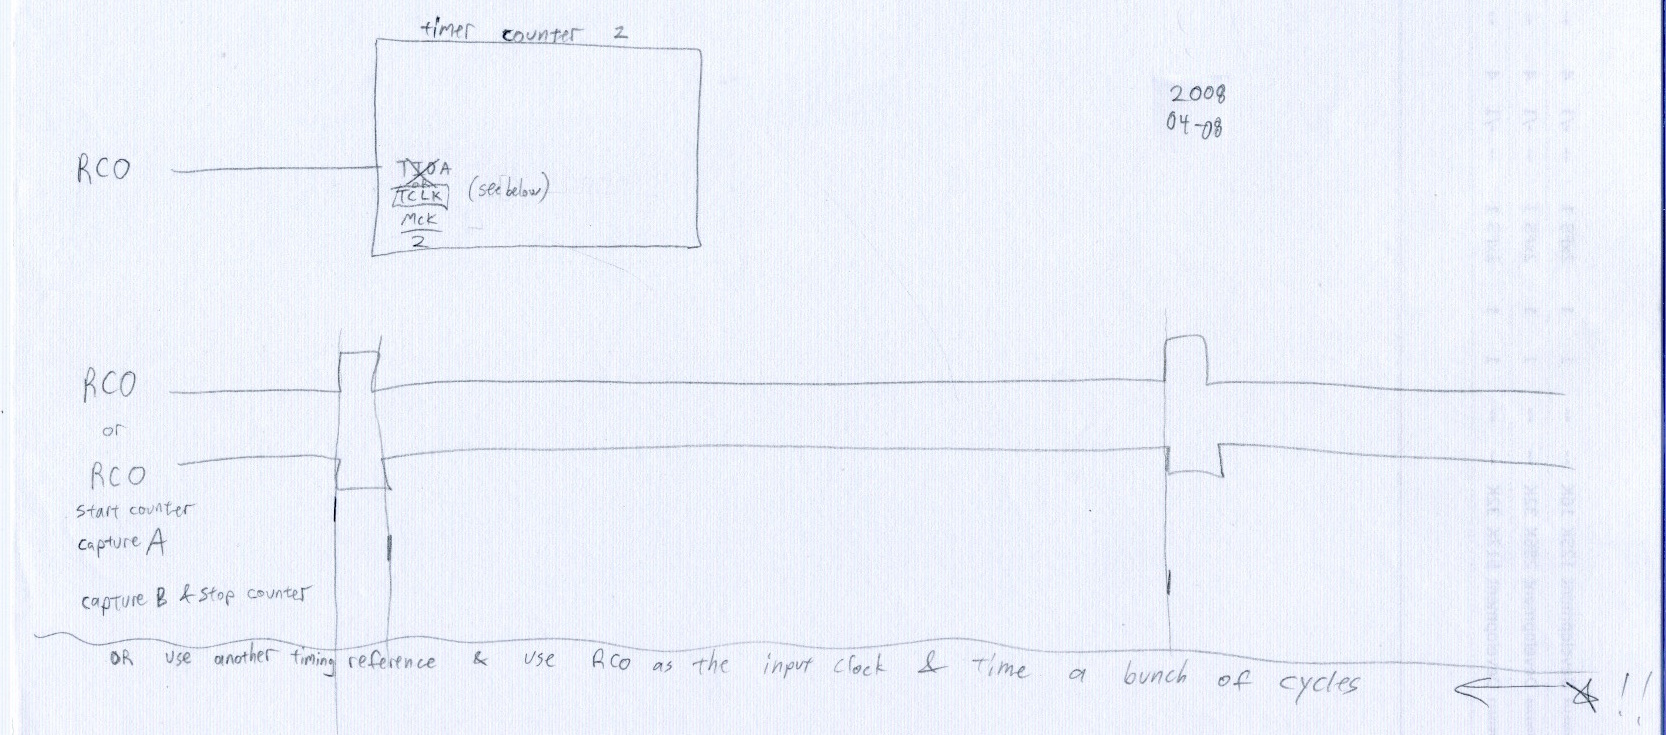 timer counter 2
2008
04-08
RCO
TIOA
or
TCLK (see below)
MCK
2
RCO
or
RCO
start counter
capture A
capture B & stop counter
OR use another timing reference & use RCO as the input clock & time a bunch of cycles ← !!